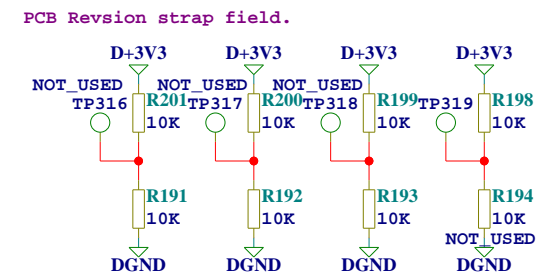 PCB Revsion strap field.
D+3V3 D+3V3 D+3V3 D+3V3
NOT_USED NOT_USED NOT_USED
TP316 R201 TP317 R200 TP318 R199 TP319 R198
10K 10K 10K 10K
R191 R192 R193 R194
10K 10K 10K 10K
NOT_USED
DGND DGND DGND DGND